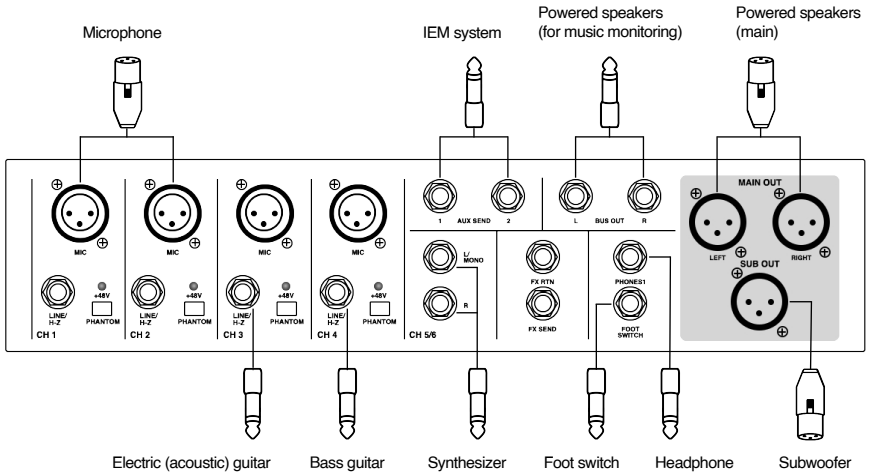 Microphone
IEM system
Powered speakers
(for music monitoring)
Powered speakers
(main)
MIC
MIC
MIC
MIC
1 AUX SEND 2
L BUS OUT R
MAIN OUT
LEFT
RIGHT
SUB OUT
L/
MONO
R
FX RTN
FX SEND
PHONES1
FOOT
SWITCH
LINE/
H-Z
+48V
PHANTOM
CH 1
LINE/
H-Z
+48V
PHANTOM
CH 2
LINE/
H-Z
+48V
PHANTOM
CH 3
LINE/
H-Z
+48V
PHANTOM
CH 4
CH 5/6
Electric (acoustic) guitar
Bass guitar
Synthesizer
Foot switch
Headphone
Subwoofer